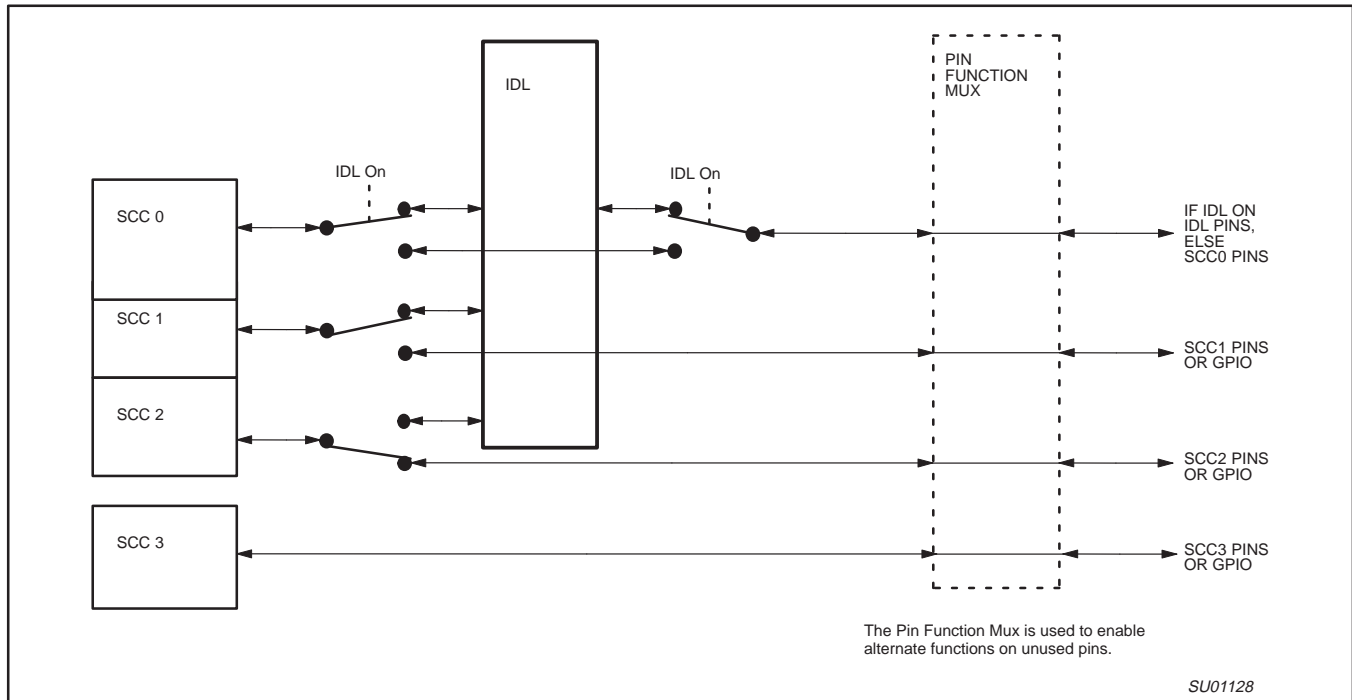 IDL
PIN
FUNCTION
MUX
IDL On
IDL On
SCC 0
IF IDL ON
IDL PINS,
ELSE
SCC0 PINS
SCC 1
SCC1 PINS
OR GPIO
SCC 2
SCC2 PINS
OR GPIO
SCC 3
SCC3 PINS
OR GPIO
The Pin Function Mux is used to enable
alternate functions on unused pins.
SU01128